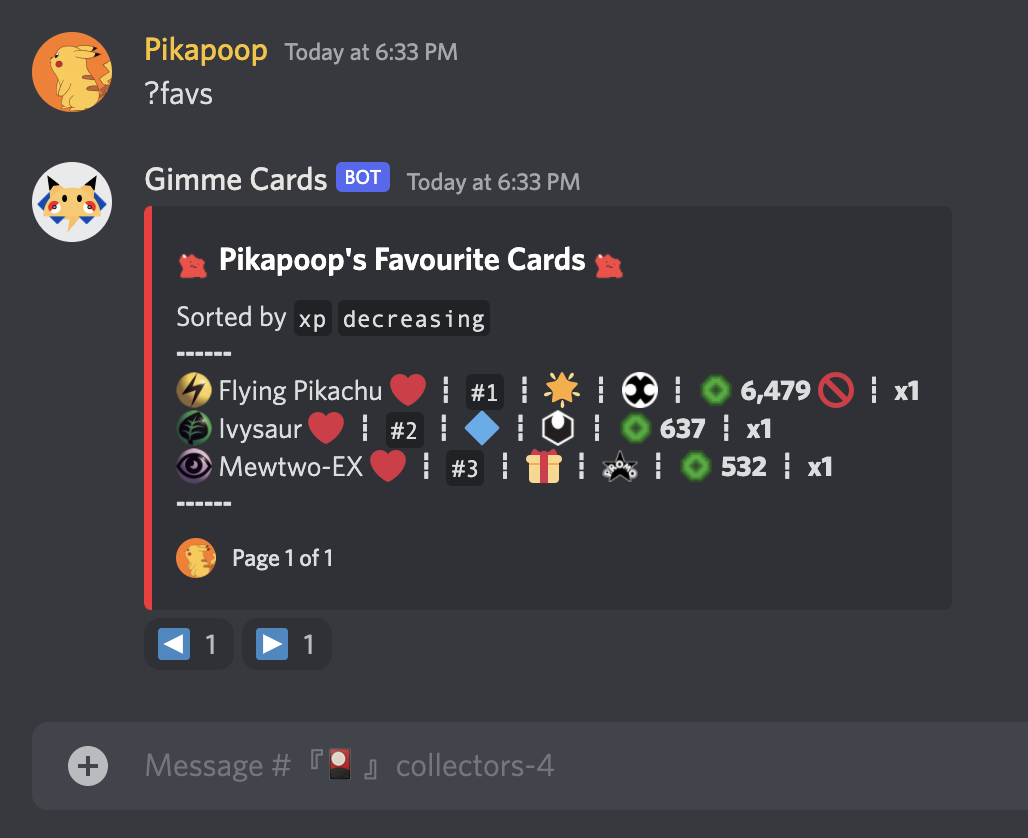 Pikapoop Today at 6:33 PM
?favs
Gimme Cards BOT Today at 6:33 PM
Pikapoop's Favourite Cards
Sorted by xp decreasing
------
Flying Pikachu ❤️ ┇ #1 ┇ ┇ ┇ 6,479 🚫 ┇ x1
Ivysaur ❤️ ┇ #2 ┇ 🔷 ┇ ┇ 637 ┇ x1
Mewtwo-EX ❤️ ┇ #3 ┇ 🎁 ┇ PROMO ┇ 532 ┇ x1
------
Page 1 of 1
◀️ 1 ▶️ 1
Message # 『🎴』collectors-4